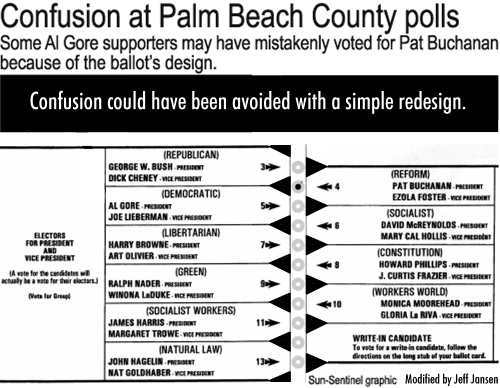 Confusion at Palm Beach County polls
Some Al Gore supporters may have mistakenly voted for Pat Buchanan
because of the ballot's design.
Confusion could have been avoided with a simple redesign.
ELECTORS
FOR PRESIDENT
AND
VICE PRESIDENT
(A vote for the candidates will
actually be a vote for their electors.)
(Vote for Group)
(REPUBLICAN)
GEORGE W. BUSH - PRESIDENT
DICK CHENEY - VICE PRESIDENT
3
(DEMOCRATIC)
AL GORE - PRESIDENT
JOE LIEBERMAN - VICE PRESIDENT
5
(LIBERTARIAN)
HARRY BROWNE - PRESIDENT
ART OLIVIER - VICE PRESIDENT
7
(GREEN)
RALPH NADER - PRESIDENT
WINONA LaDUKE - VICE PRESIDENT
9
(SOCIALIST WORKERS)
JAMES HARRIS - PRESIDENT
MARGARET TROWE - VICE PRESIDENT
11
(NATURAL LAW)
JOHN HAGELIN - PRESIDENT
NAT GOLDHABER - VICE PRESIDENT
13
(REFORM)
4 PAT BUCHANAN - PRESIDENT
EZOLA FOSTER - VICE PRESIDENT
(SOCIALIST)
6 DAVID McREYNOLDS - PRESIDENT
MARY CAL HOLLIS - VICE PRESIDENT
(CONSTITUTION)
8 HOWARD PHILLIPS - PRESIDENT
J. CURTIS FRAZIER - VICE PRESIDENT
(WORKERS WORLD)
10 MONICA MOOREHEAD - PRESIDENT
GLORIA La RIVA - VICE PRESIDENT
WRITE-IN CANDIDATE
To vote for a write-in candidate, follow the
directions on the long stub of your ballot card.
Sun-Sentinel graphic
Modified by Jeff Jansen